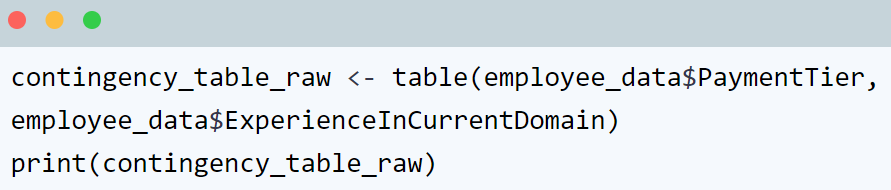 contingency_table_raw <- table(employee_data$PaymentTier,
employee_data$ExperienceInCurrentDomain)
print(contingency_table_raw)